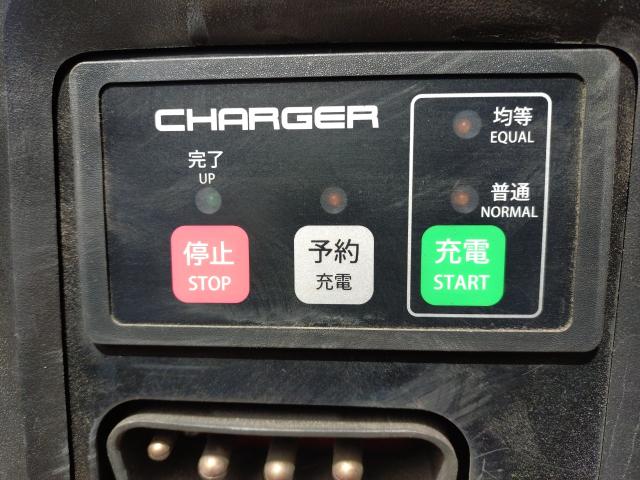 CHARGER
均等
EQUAL
完了
UP
普通
NORMAL
停止
STOP
予約
充電
充電
START